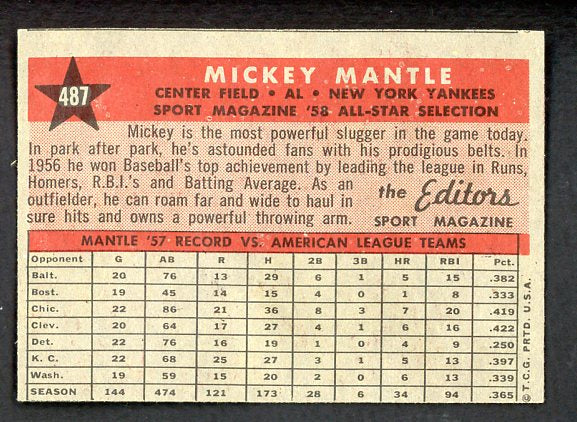 487
MICKEY MANTLE
CENTER FIELD • AL • NEW YORK YANKEES
SPORT MAGAZINE '58 ALL-STAR SELECTION
Mickey is the most powerful slugger in the game today.
In park after park, he's astounded fans with his prodigious belts. In
1956 he won Baseball's top achievement by leading the league in Runs,
Homers, R.B.I.'s and Batting Average. As an
outfielder, he can roam far and wide to haul in
sure hits and owns a powerful throwing arm.
the Editors
SPORT MAGAZINE
MANTLE '57 RECORD VS. AMERICAN LEAGUE TEAMS
Opponent G AB R H 2B 3B HR RBI Pct.
Balt. 20 76 13 29 6 1 5 15 .382
Bost. 19 45 14 15 4 0 1 8 .333
Chic. 22 86 21 36 8 3 7 20 .419
Clev. 20 64 17 27 4 1 6 16 .422
Det. 22 76 16 19 1 0 4 9 .250
K. C. 22 68 25 27 3 1 5 13 .397
Wash. 19 59 15 20 2 0 6 13 .339
SEASON 144 474 121 173 28 6 34 94 .365
© T.C.G. PRTD. U.S.A.